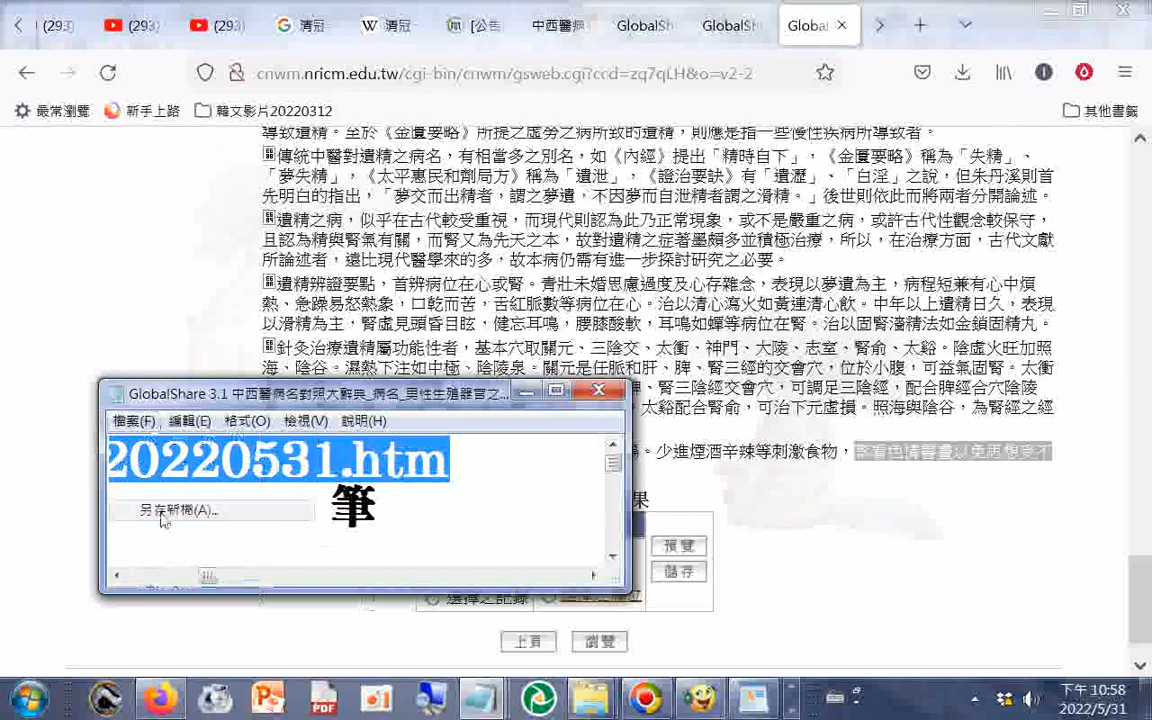 (293)
(293)
(293)
清冠
清冠
[公告
中西醫病
GlobalSh
GlobalSh
Global
cnwm.nricm.edu.tw/cgi-bin/cnwm/gsweb.cgi?ccd=zq7qLH&o=v2-2
最常瀏覽
新手上路
韓文影片20220312
其他書籤
導致遺精。至於《金匱要略》所提之虛勞之病所致的遺精，則應是指一些慢性疾病所導致者。
傳統中醫對遺精之病名，有相當多之別名，如《內經》提出「精時自下」，《金匱要略》稱為「失精」、
「夢失精」，《太平惠民和劑局方》稱為「遺泄」，《證治要訣》有「遺瀝」、「白淫」之說，但朱丹溪則首
先明白的指出，「夢交而出精者，謂之夢遺，不因夢而自泄精者謂之滑精。」後世則依此而將兩者分開論述。
遺精之病，似乎在古代較受重視，而現代則認為此乃正常現象，或不是嚴重之病，或許古代性觀念較保守，
且認為精與腎氣有關，而腎又為先天之本，故對遺精之症著墨頗多並積極治療，所以，在治療方面，古代文獻
所論述者，遠比現代醫學來的多，故本病仍需有進一步探討研究之必要。
遺精辨證要點，首辨病位在心或腎。青壯未婚思慮過度及心存雜念，表現以夢遺為主，病程短兼有心中煩
熱、急躁易怒熱象，口乾而苦，舌紅脈數等病位在心。治以清心瀉火如黃連清心飲。中年以上遺精日久，表現
以滑精為主，腎虛見頭昏目眩，健忘耳鳴，腰膝酸軟，耳鳴如蟬等病位在腎。治以固腎濇精法如金鎖固精丸。
針灸治療遺精屬功能性者，基本穴取關元、三陰交、太衝、神門、大陵、志室、腎俞、太谿。陰虛火旺加照
海、陰谷。濕熱下注如中極、陰陵泉。關元是任脈和肝、脾、腎三經的交會穴，位於小腹，可益氣固腎。太衝
脾、腎三陰經交會穴，可調足三陰經，配合脾經合穴陰陵
太谿配合腎俞，可治下元虛損。照海與陰谷，為腎經之經
。少進煙酒辛辣等刺激食物，
GlobalShare 3.1 中西醫病名對照大辭典_病名_男性生殖器官之...
檔案(F) 編輯(E) 格式(O) 檢視(V) 說明(H)
20220531.htm
筆
另存新檔(A)...
果
預覽
儲存
選擇之記錄
上頁
瀏覽
下午 10:58
2022/5/31